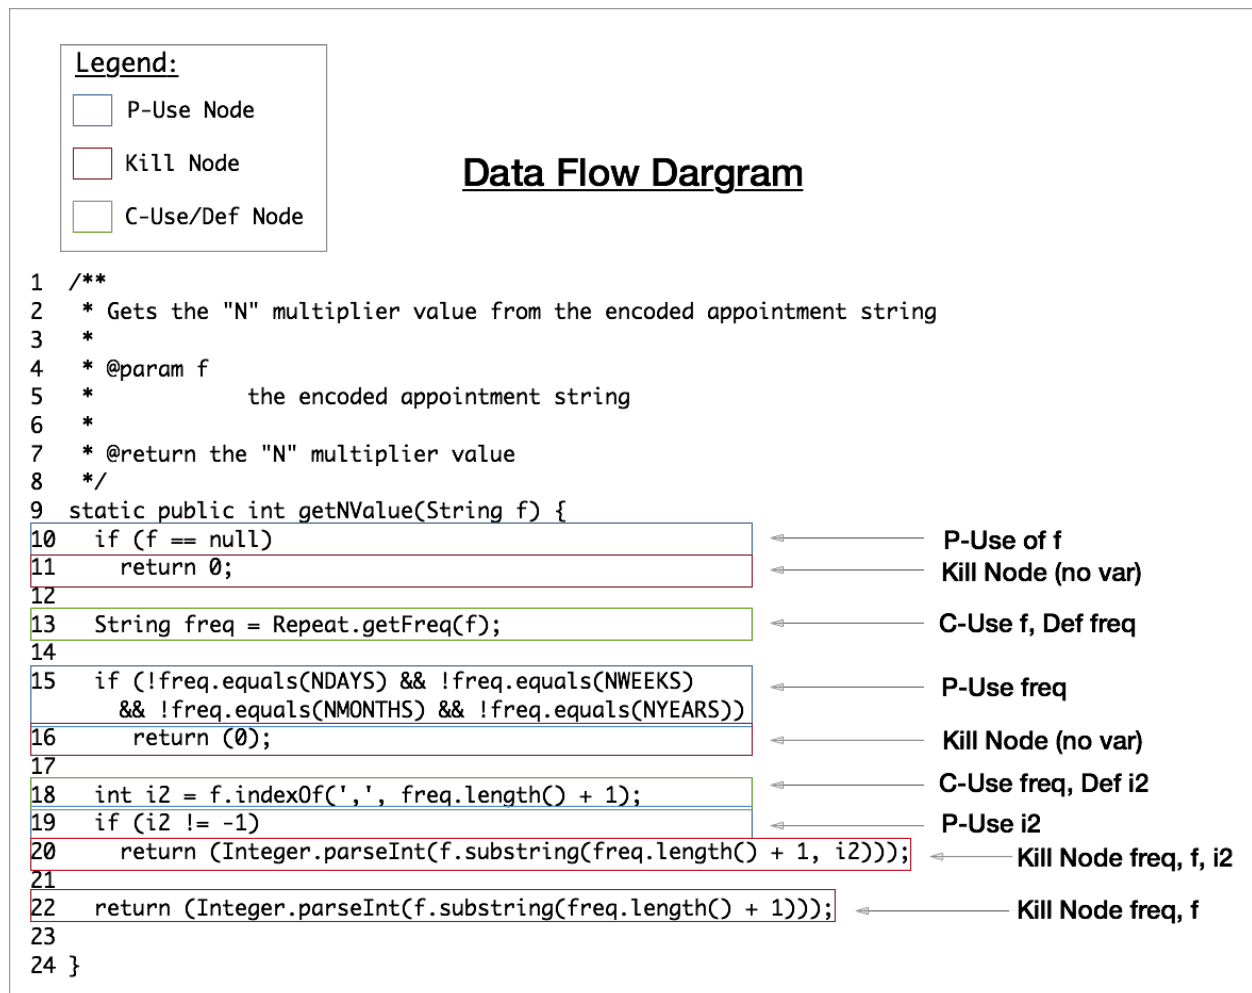 Legend:
P-Use Node
Kill Node
C-Use/Def Node
Data Flow Dargram
1 /**
2 * Gets the "N" multiplier value from the encoded appointment string
3 *
4 * @param f
5 * the encoded appointment string
6 *
7 * @return the "N" multiplier value
8 */
9 static public int getNValue(String f) {
10 if (f == null) P-Use of f
11 return 0; Kill Node (no var)
12
13 String freq = Repeat.getFreq(f); C-Use f, Def freq
14
15 if (!freq.equals(NDAYS) && !freq.equals(NWEEKS) P-Use freq
&& !freq.equals(NMONTHS) && !freq.equals(NYEARS))
16 return (0); Kill Node (no var)
17
18 int i2 = f.indexOf(',', freq.length() + 1); C-Use freq, Def i2
19 if (i2 != -1) P-Use i2
20 return (Integer.parseInt(f.substring(freq.length() + 1, i2))); Kill Node freq, f, i2
21
22 return (Integer.parseInt(f.substring(freq.length() + 1))); Kill Node freq, f
23
24 }